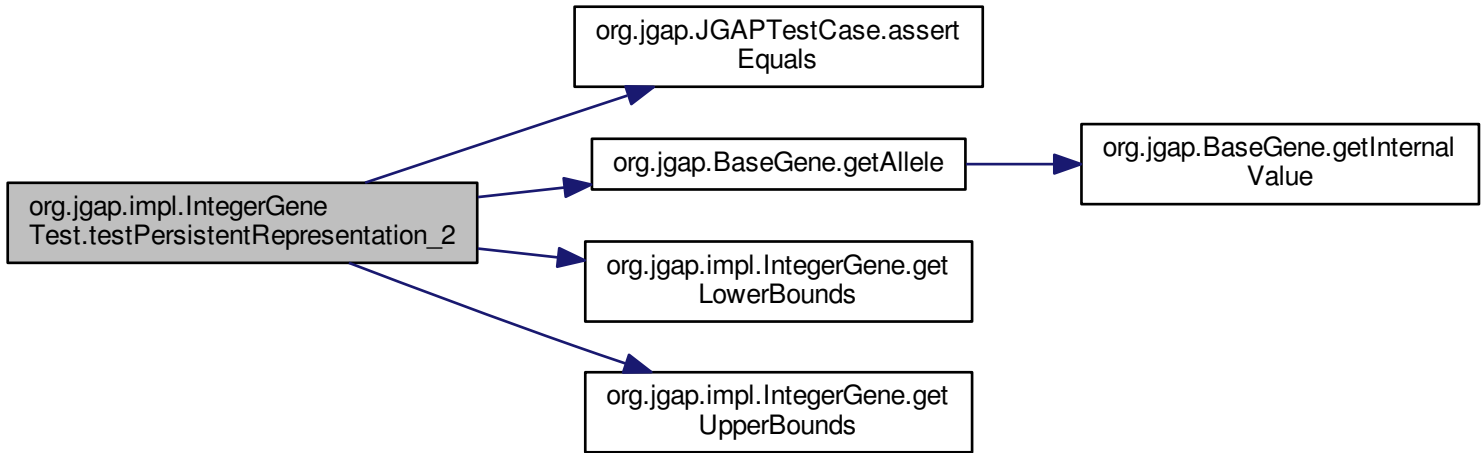 org.jgap.impl.IntegerGene
Test.testPersistentRepresentation_2
org.jgap.JGAPTestCase.assert
Equals
org.jgap.BaseGene.getAllele
org.jgap.BaseGene.getInternal
Value
org.jgap.impl.IntegerGene.get
LowerBounds
org.jgap.impl.IntegerGene.get
UpperBounds